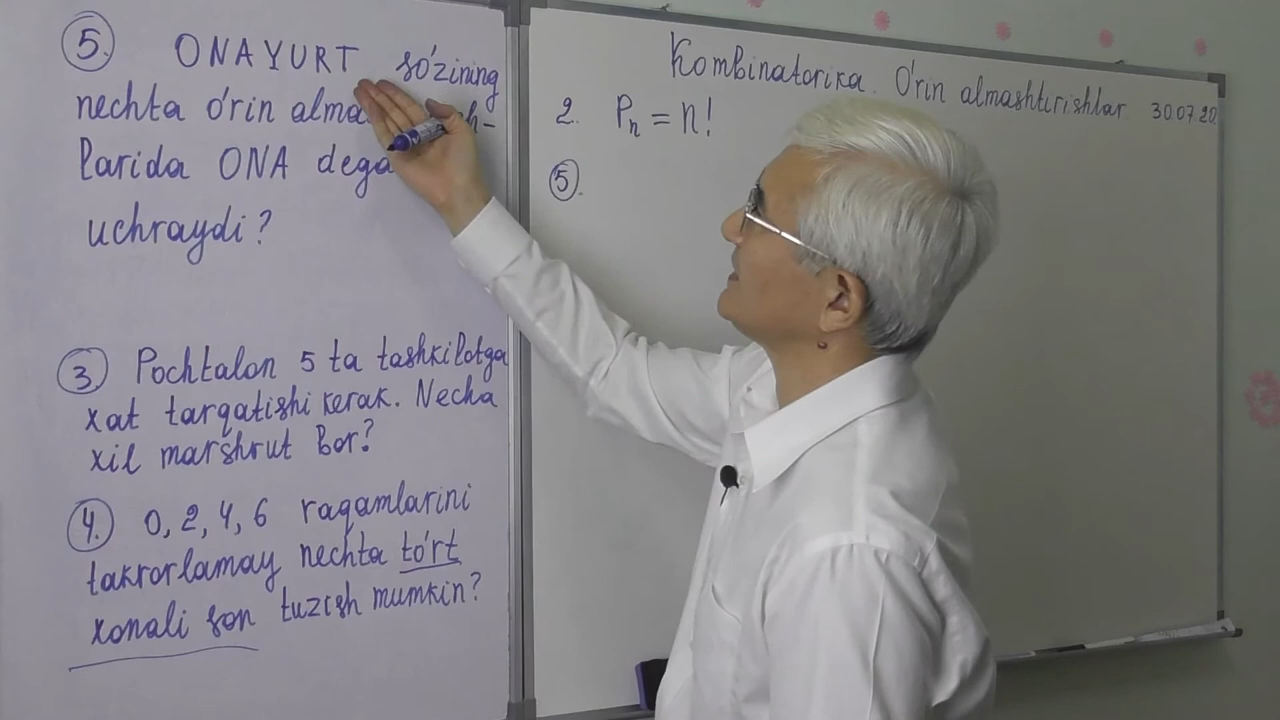 5. ONAYURT so'zining
nechta o'rin alma
larida ONA dega
uchraydi?
3 Pochtalon 5 ta tashkilotga
xat tarqatishi kerak. Necha
xil marshrut bor?
4. 0, 2, 4, 6 raqamlarini
takrorlamay nechta to'rt
xonali son tuzish mumkin?
Kombinatorika. O'rin almashtirishlar 30.07.20
2. Pn = n!
5.